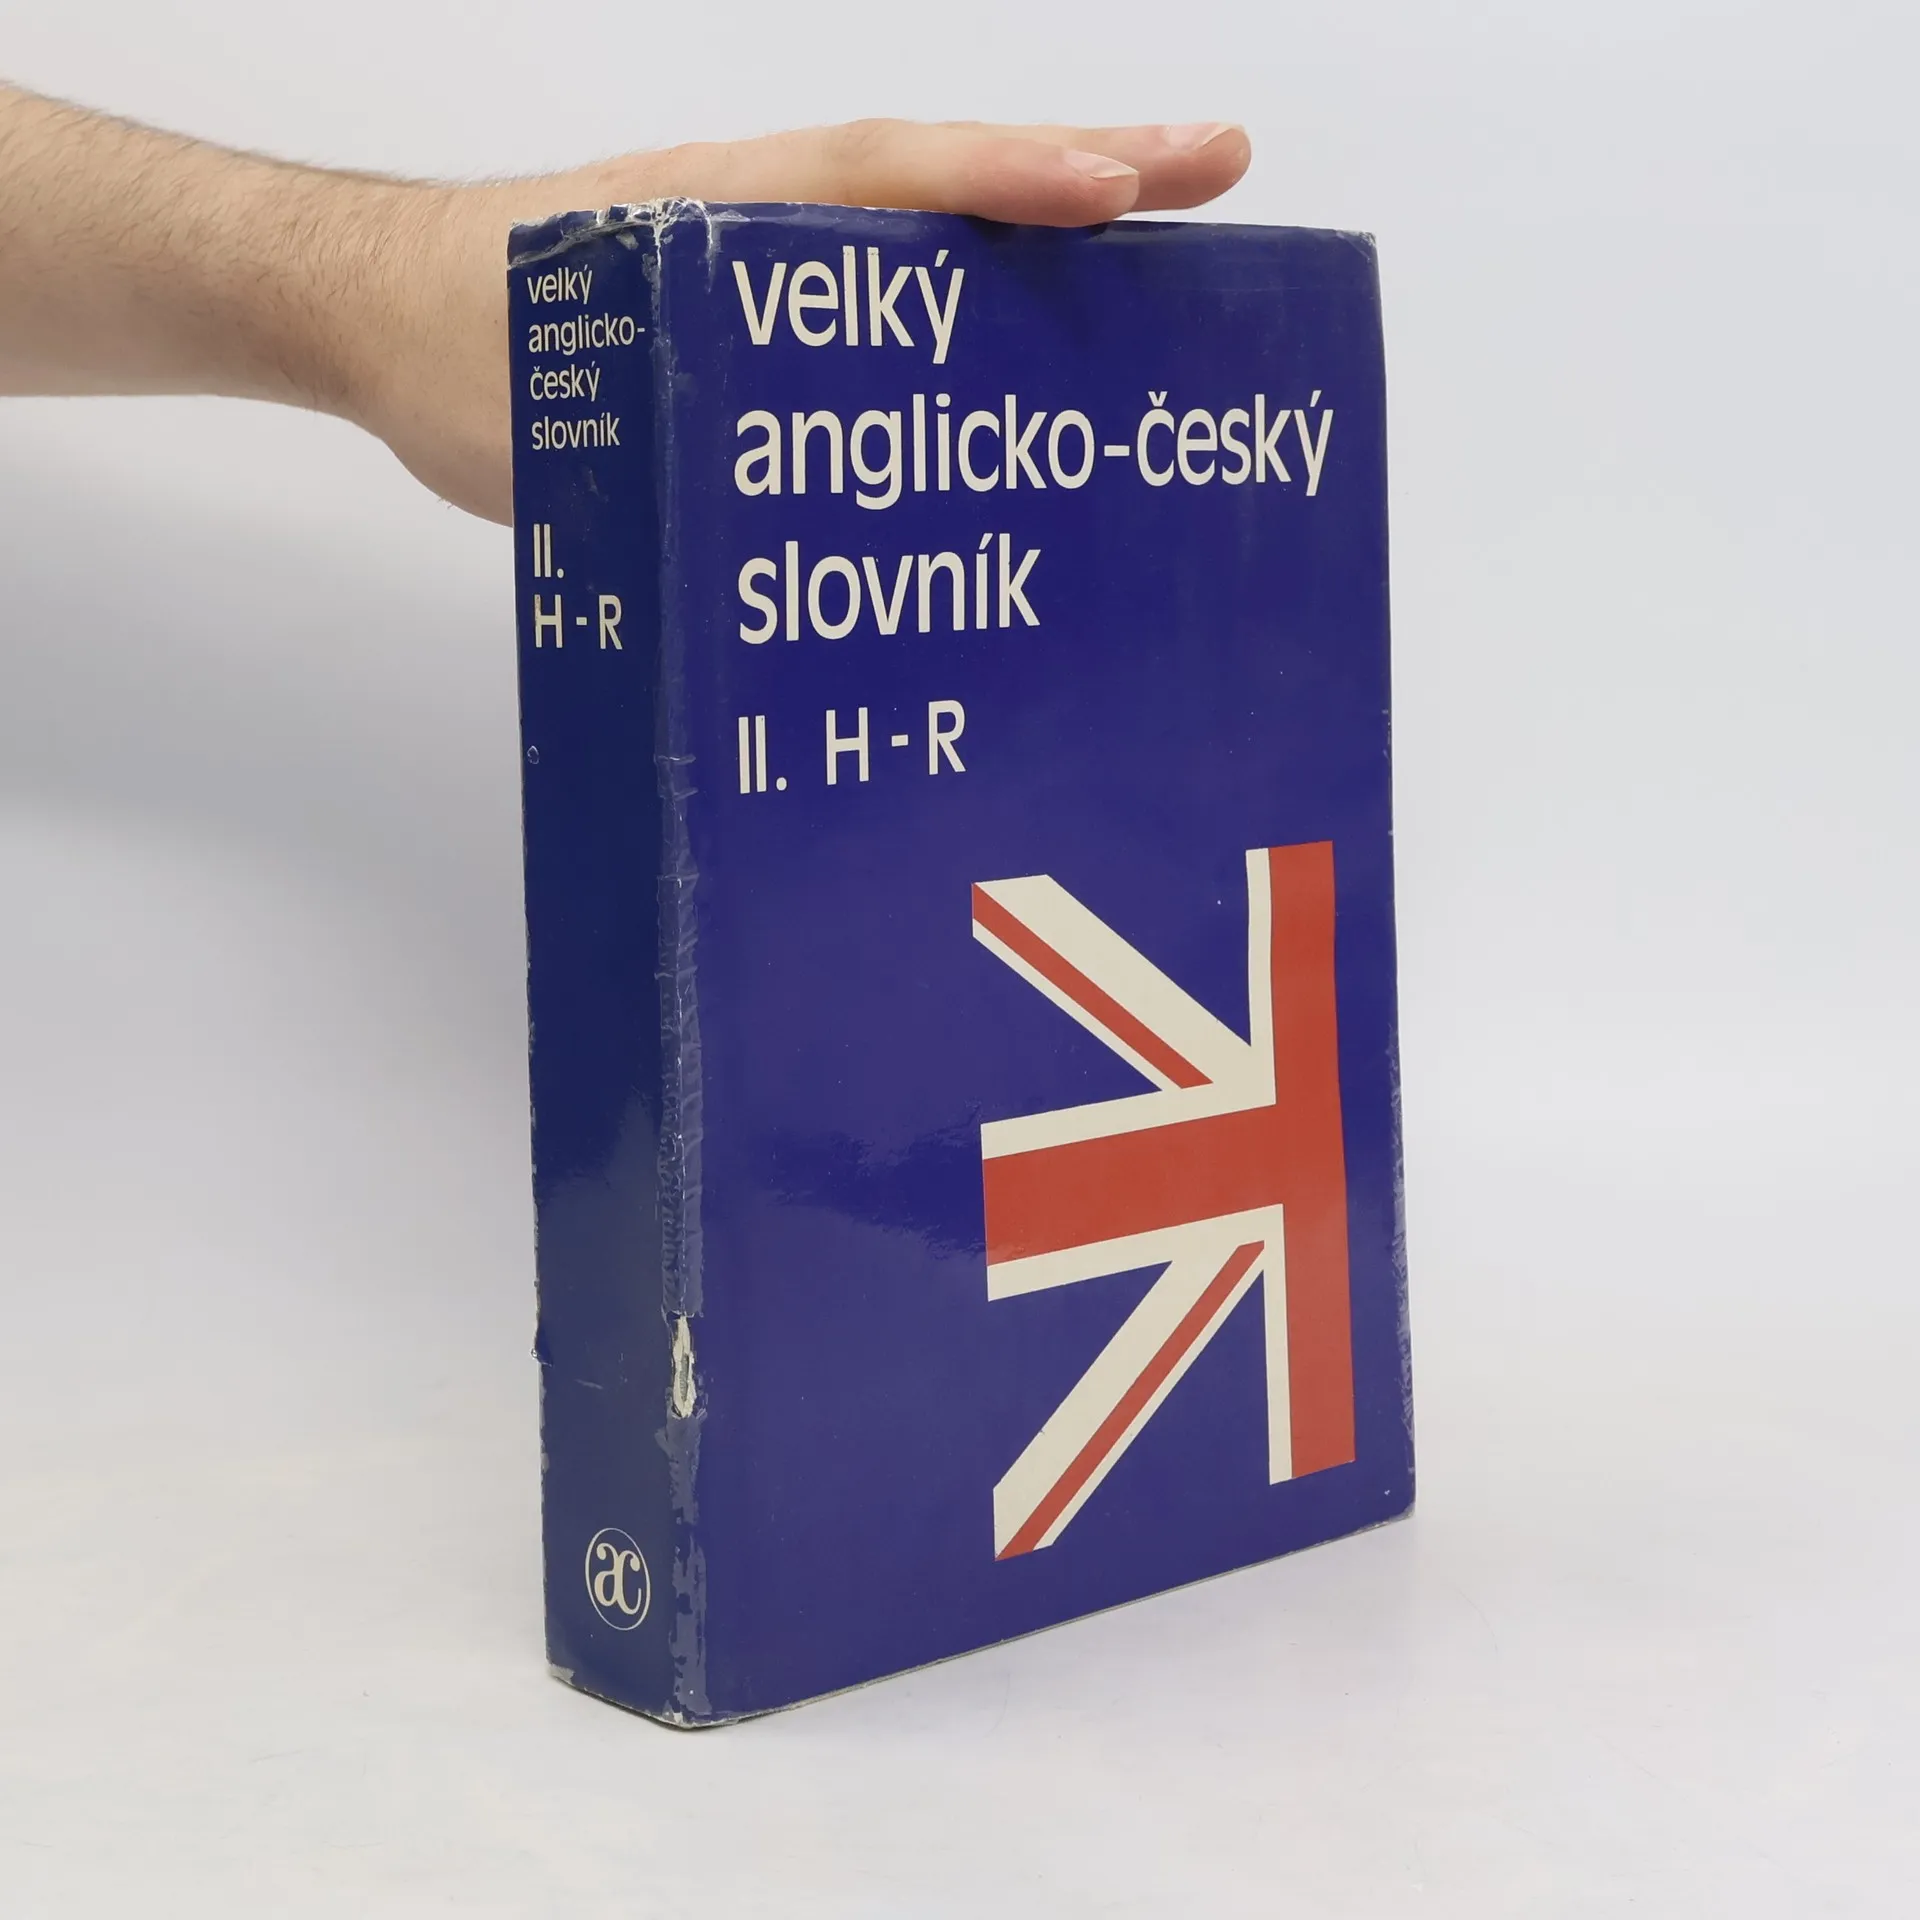 velký
anglicko-
český
slovník
II.
H-R
ac
velký
anglicko-český
slovník
II. H-R